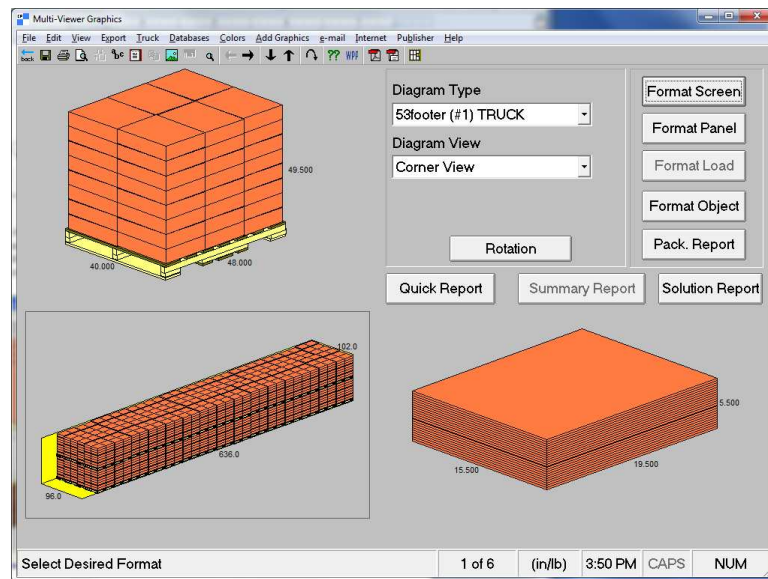 Multi-Viewer Graphics
File Edit View Export Truck Databases Colors Add Graphics e-mail Internet Publisher Help
back ?? WPF
49.500
40.000 48.000
Diagram Type
53footer (#1) TRUCK
Diagram View
Corner View
Rotation
Format Screen
Format Panel
Format Load
Format Object
Pack. Report
Quick Report Summary Report Solution Report
102.0
636.0
96.0
5.500
15.500 19.500
Select Desired Format 1 of 6 (in/lb) 3:50 PM CAPS NUM